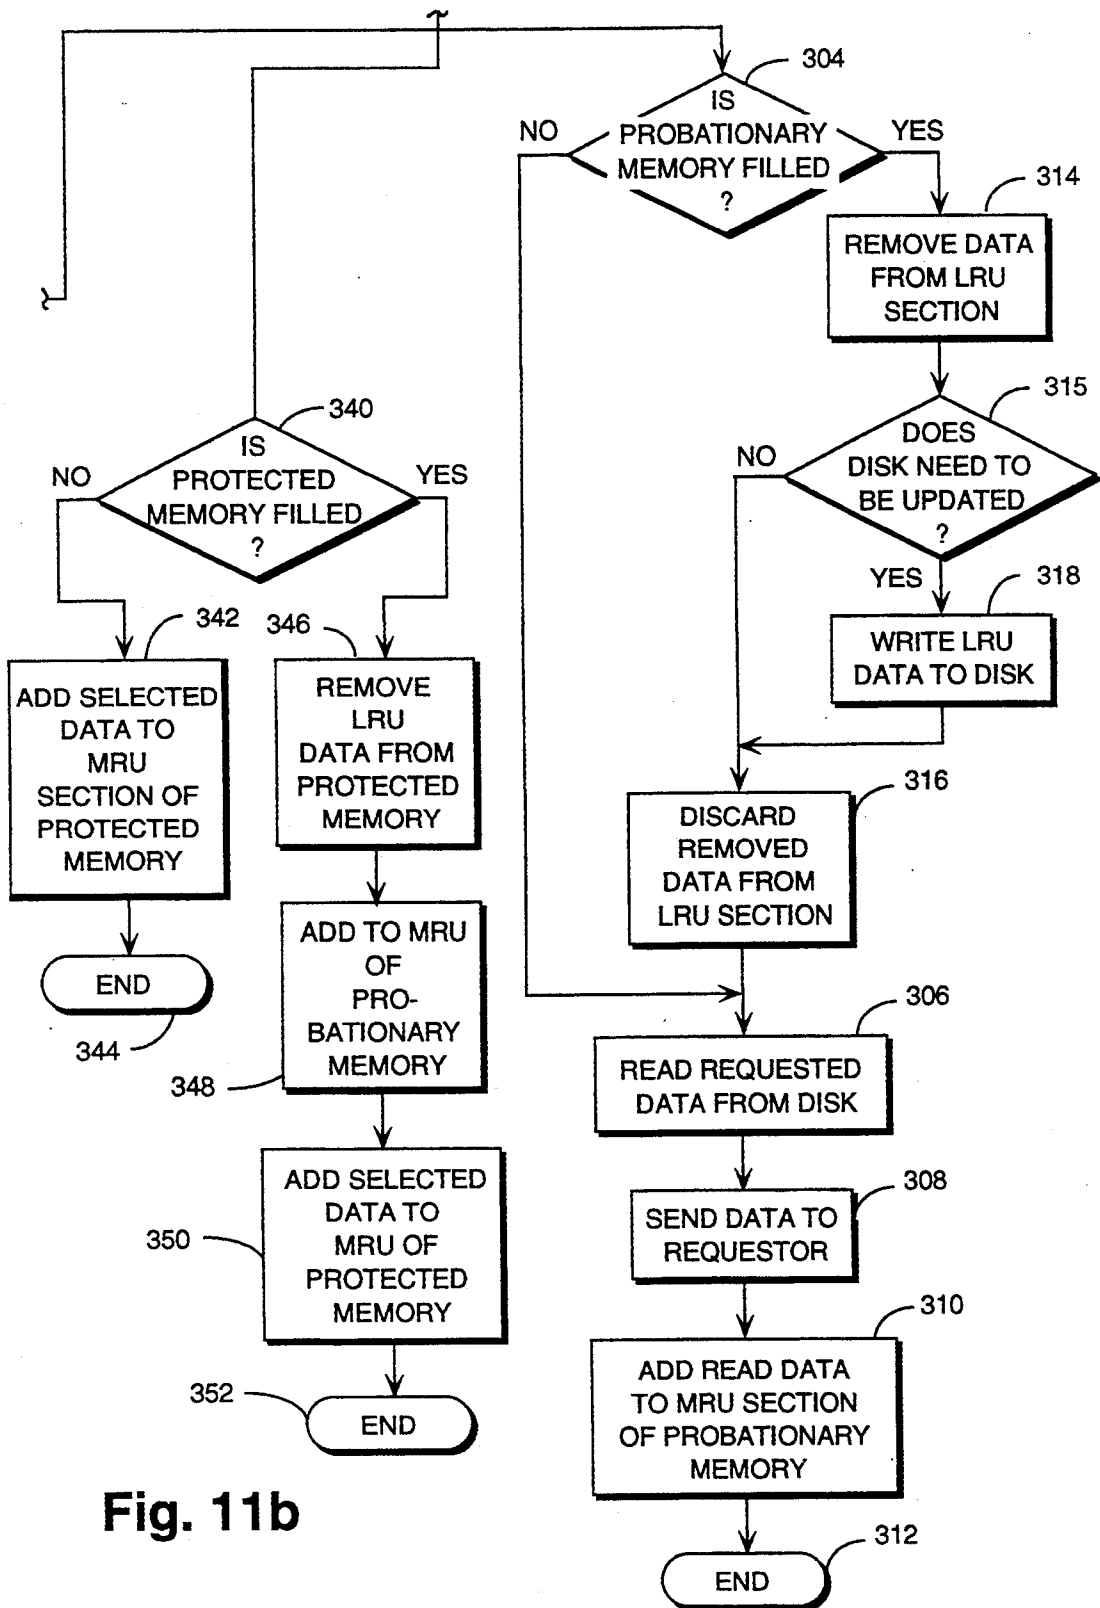 304
IS
PROBATIONARY
MEMORY FILLED
?
NO
YES
314
REMOVE DATA
FROM LRU
SECTION
315
DOES
DISK NEED TO
BE UPDATED
?
NO
YES
318
WRITE LRU
DATA TO DISK
316
DISCARD
REMOVED
DATA FROM
LRU SECTION
306
READ REQUESTED
DATA FROM DISK
308
SEND DATA TO
REQUESTOR
310
ADD READ DATA
TO MRU SECTION
OF PROBATIONARY
MEMORY
312
END
340
IS
PROTECTED
MEMORY FILLED
?
NO
YES
342
ADD SELECTED
DATA TO
MRU
SECTION OF
PROTECTED
MEMORY
END
344
346
REMOVE
LRU
DATA FROM
PROTECTED
MEMORY
ADD TO MRU
OF
PRO-
BATIONARY
MEMORY
348
ADD SELECTED
DATA TO
MRU OF
PROTECTED
MEMORY
350
352
END
Fig. 11b